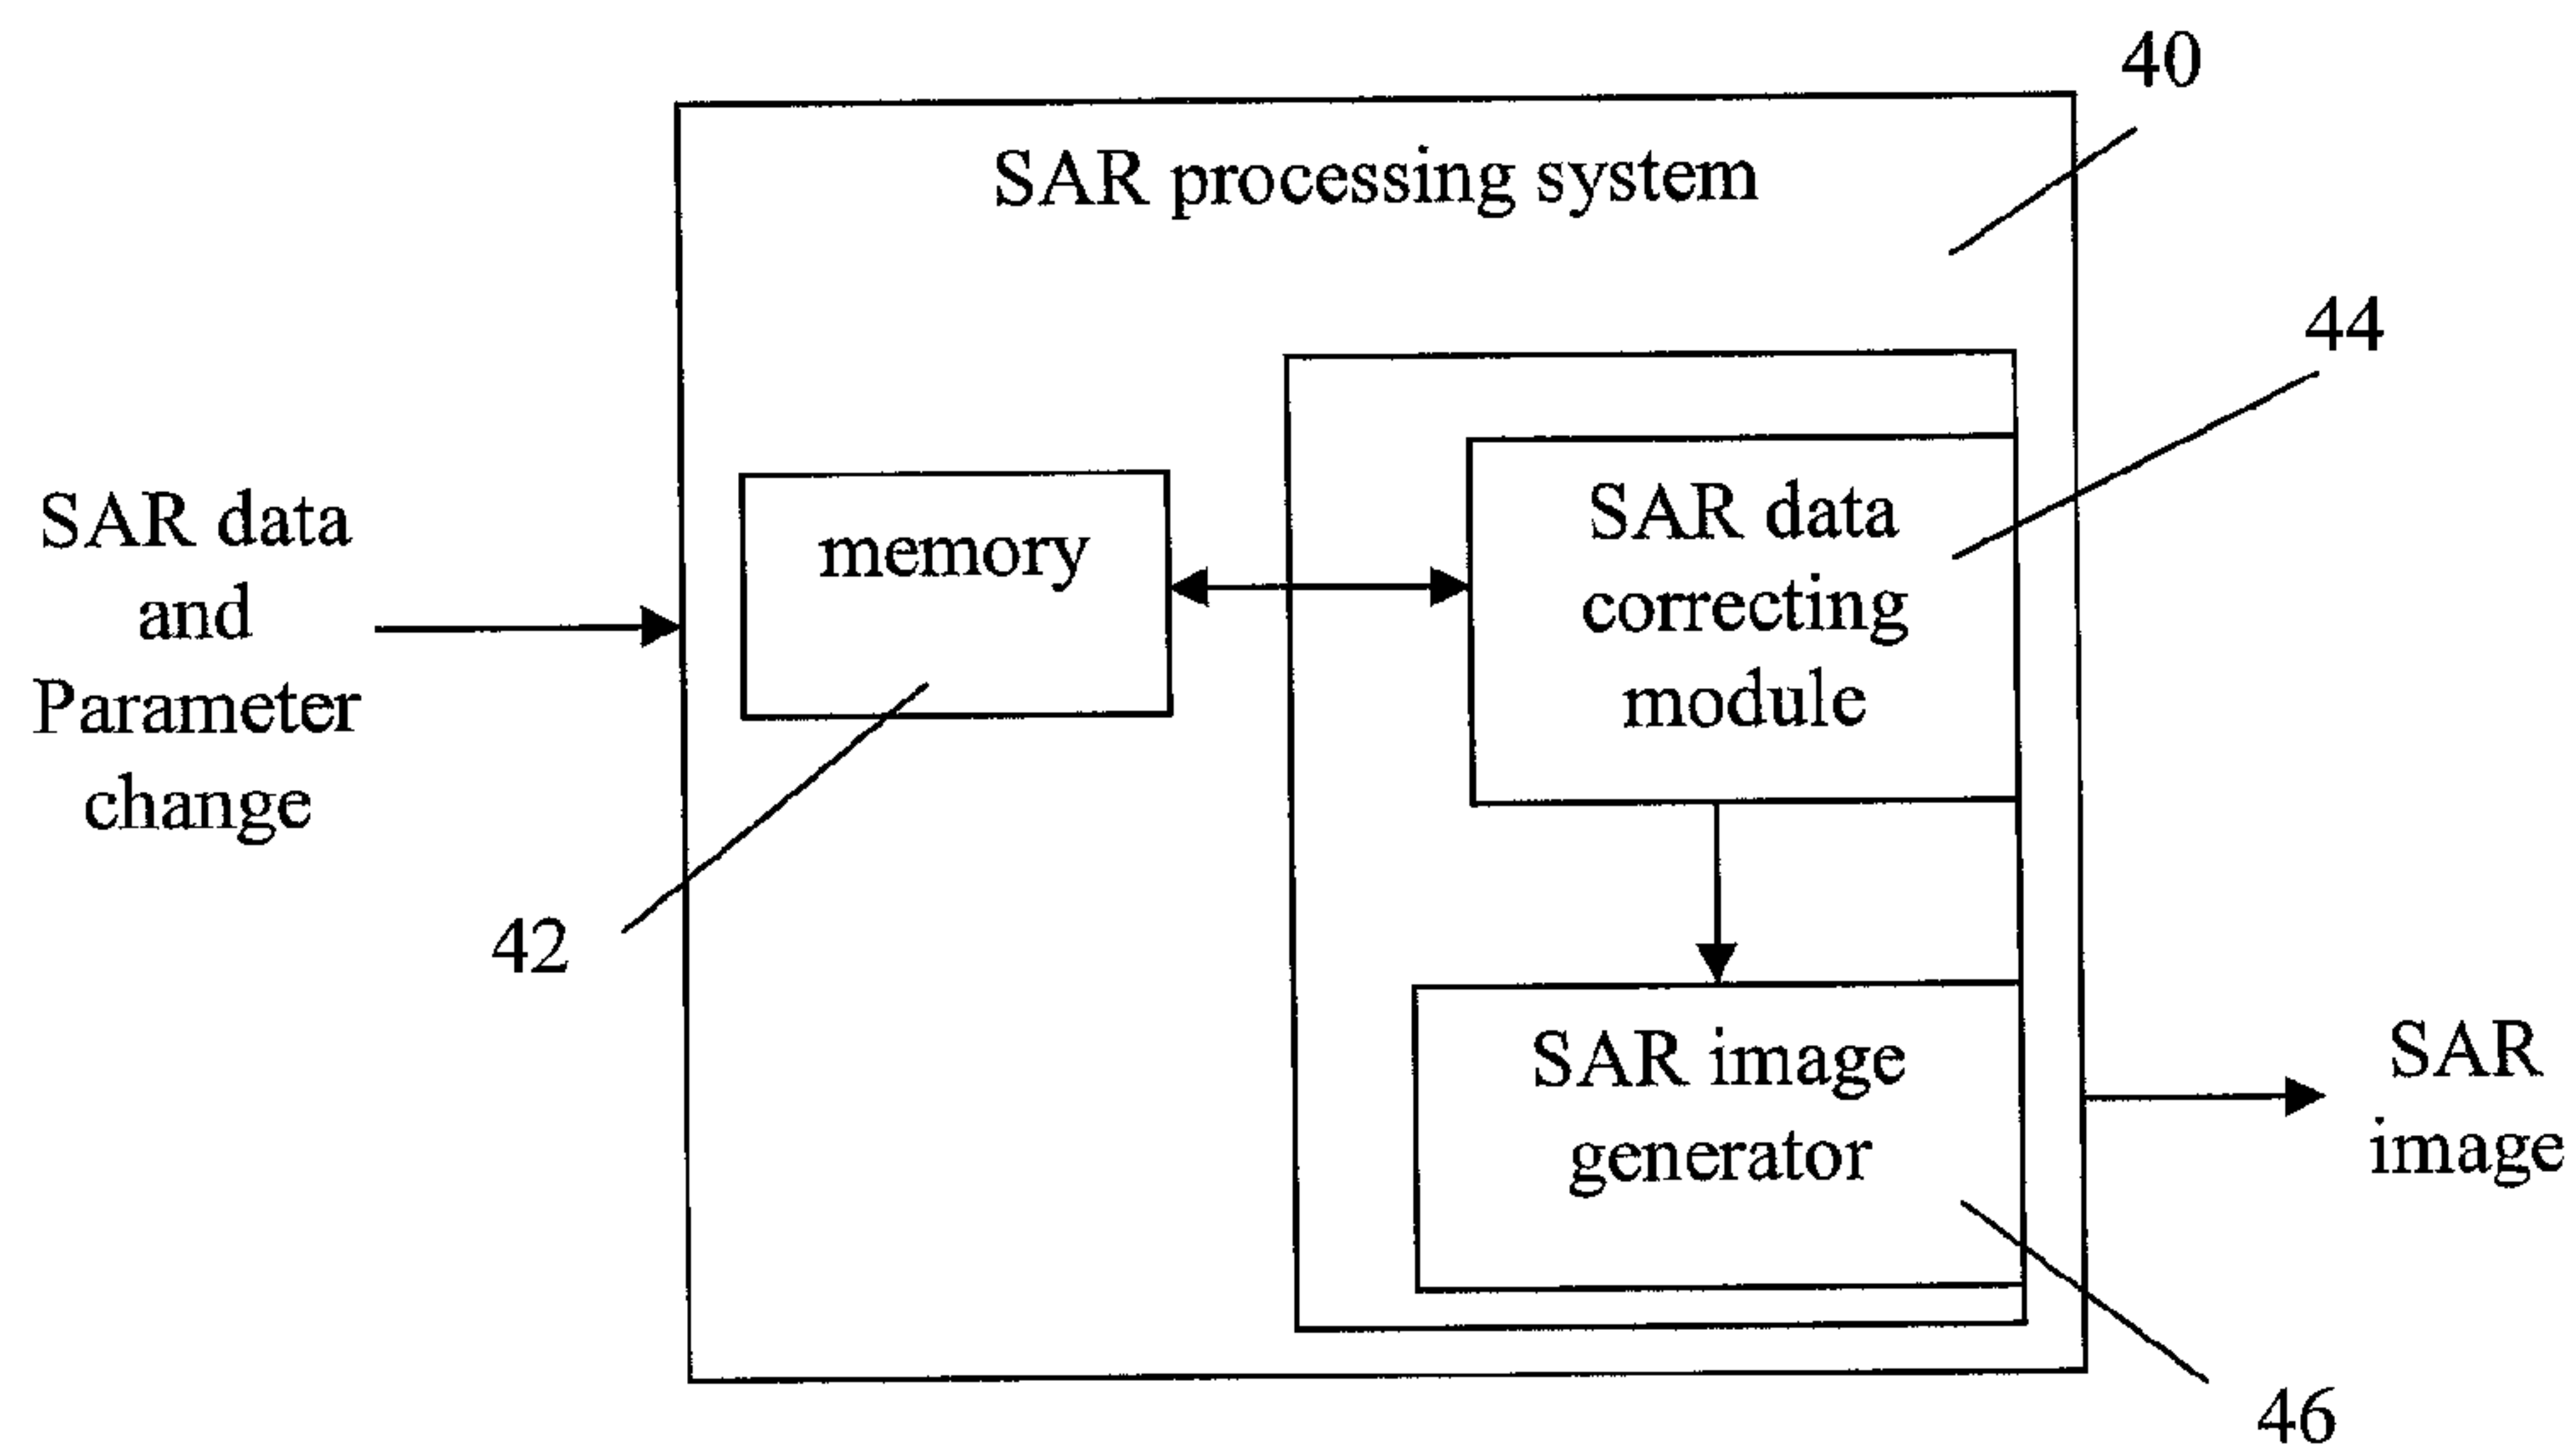 40
SAR processing system
44
SAR data
and
Parameter
change
memory
SAR data
correcting
module
42
SAR image
generator
SAR
image
46